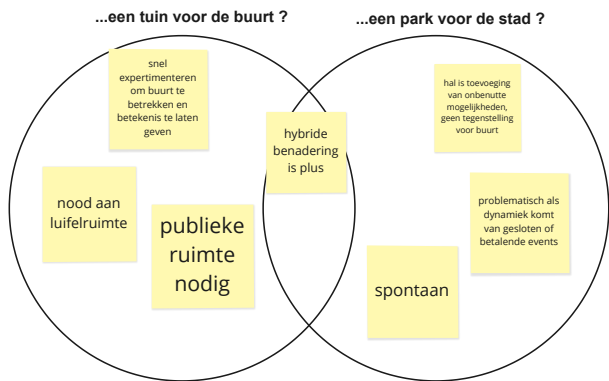 ...een tuin voor de buurt ?
...een park voor de stad ?
snel
experimenteren
om buurt te
betrekken en
betekenis te laten
geven
nood aan
luifelruimte
publieke
ruimte
nodig
hybride
benadering
is plus
hal is toevoeging
van onbenutte
mogelijkheden,
geen tegenstelling
voor buurt
problematisch als
dynamiek komt
van gesloten of
betalende events
spontaan